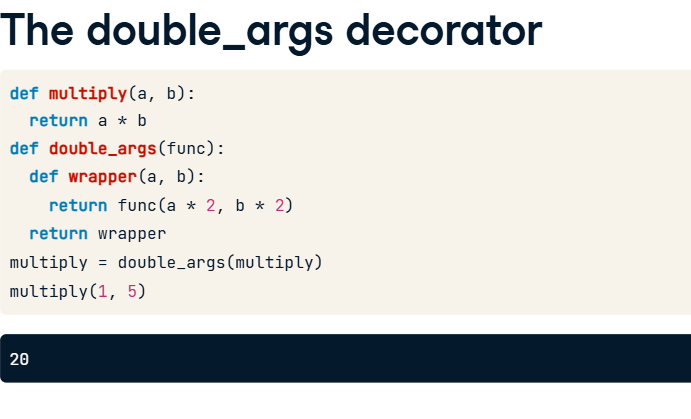 The double_args decorator
def multiply(a, b):
  return a * b
def double_args(func):
  def wrapper(a, b):
    return func(a * 2, b * 2)
  return wrapper
multiply = double_args(multiply)
multiply(1, 5)
20